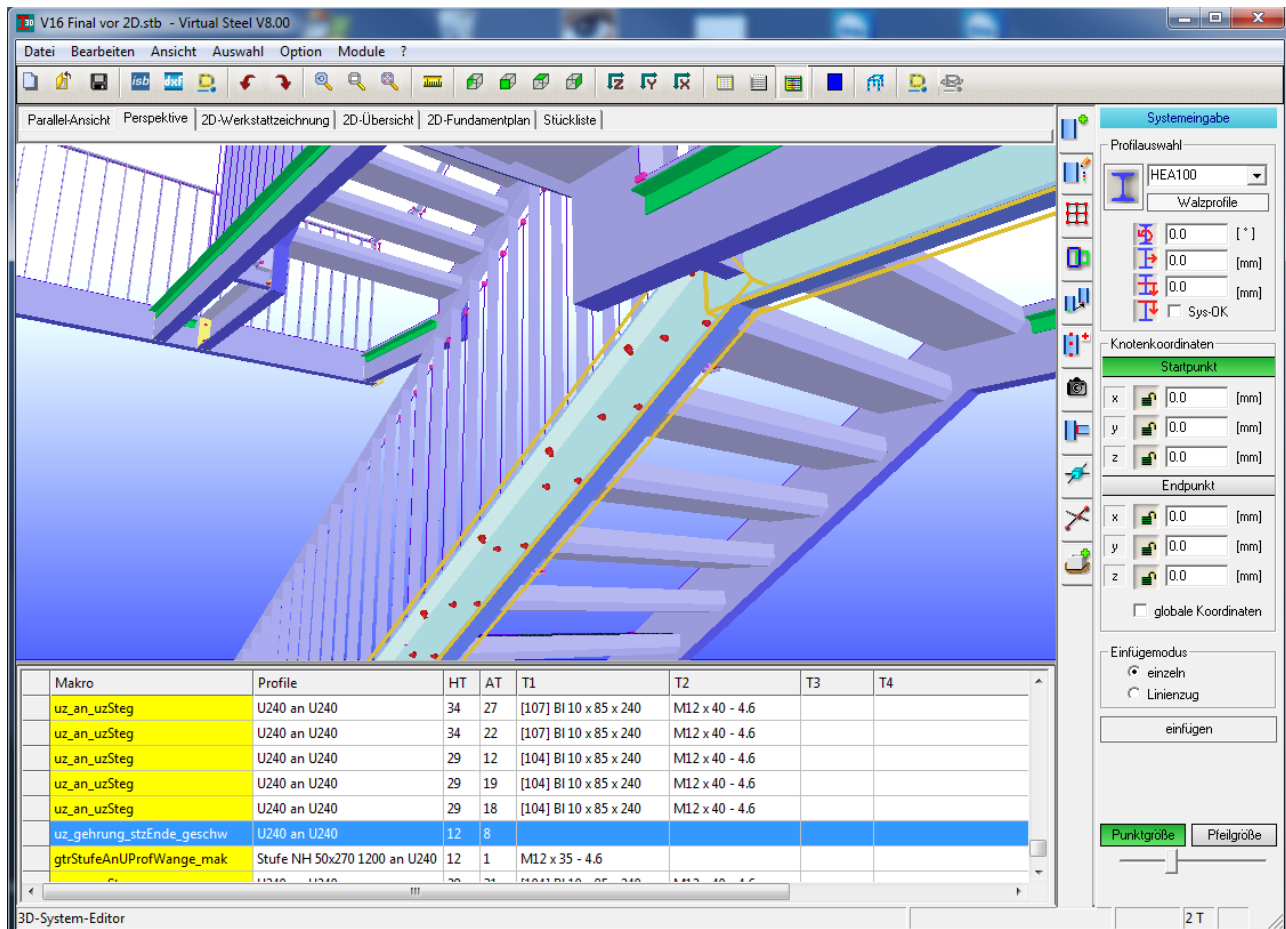 V16 Final vor 2D.stb - Virtual Steel V8.00
Datei Bearbeiten Ansicht Auswahl Option Module ?
isb dxf
Parallel-Ansicht Perspektive 2D-Werkstattzeichnung 2D-Übersicht 2D-Fundamentplan Stückliste
Systemeingabe
Profilauswahl
HEA100
Walzprofile
0.0 [°]
0.0 [mm]
0.0 [mm]
Sys-OK
Knotenkoordinaten
Startpunkt
x 0.0 [mm]
y 0.0 [mm]
z 0.0 [mm]
Endpunkt
x 0.0 [mm]
y 0.0 [mm]
z 0.0 [mm]
globale Koordinaten
Einfügemodus
einzeln
Linienzug
einfügen
Punktgröße Pfeilgröße
Makro Profile HT AT T1 T2 T3 T4
uz_an_uzSteg U240 an U240 34 27 [107] Bl 10 x 85 x 240 M12 x 40 - 4.6
uz_an_uzSteg U240 an U240 34 22 [107] Bl 10 x 85 x 240 M12 x 40 - 4.6
uz_an_uzSteg U240 an U240 29 12 [104] Bl 10 x 85 x 240 M12 x 40 - 4.6
uz_an_uzSteg U240 an U240 29 19 [104] Bl 10 x 85 x 240 M12 x 40 - 4.6
uz_an_uzSteg U240 an U240 29 18 [104] Bl 10 x 85 x 240 M12 x 40 - 4.6
uz_gehrung_stzEnde_geschw U240 an U240 12 8
gtrStufeAnUProfWange_mak Stufe NH 50x270 1200 an U240 12 1 M12 x 35 - 4.6
3D-System-Editor 2 T